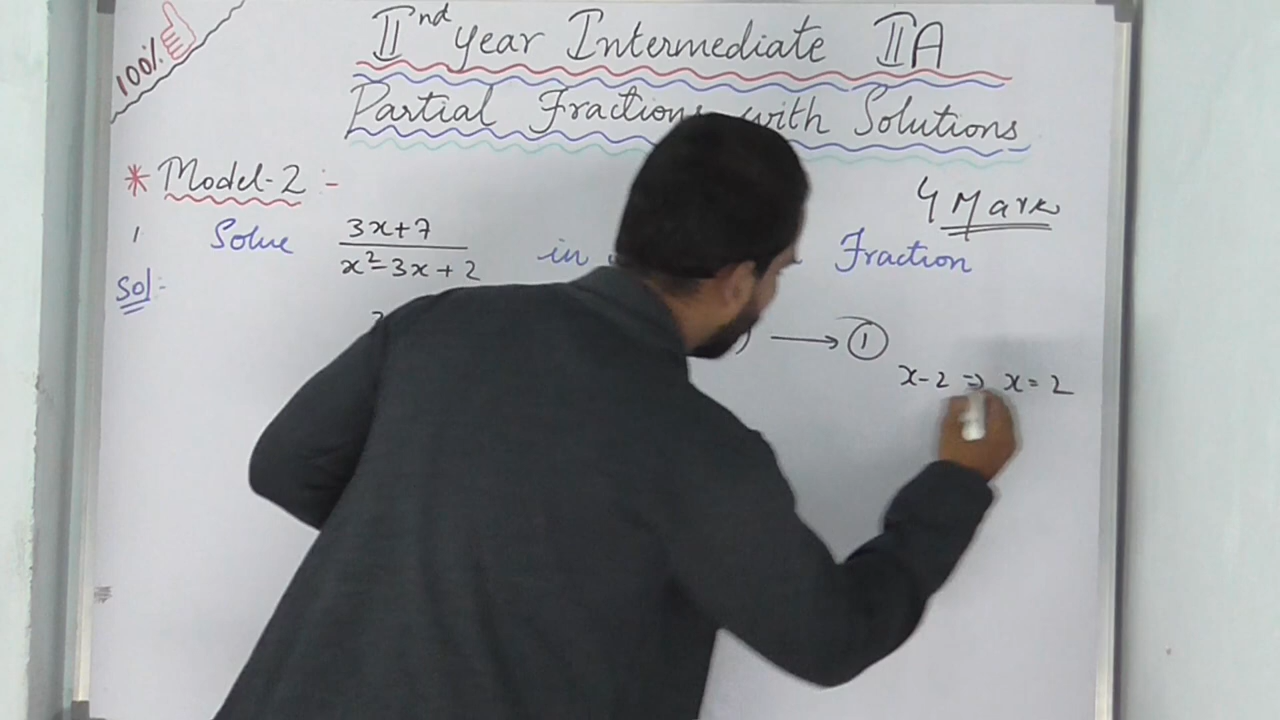 100%
IInd year Intermediate IIA
Partial Fractions with Solutions
* Model-2 :-
4 Marks
1 Solve 3x+7 / x²-3x+2 in Fraction
Sol:-
) → ①
x-2 => x=2